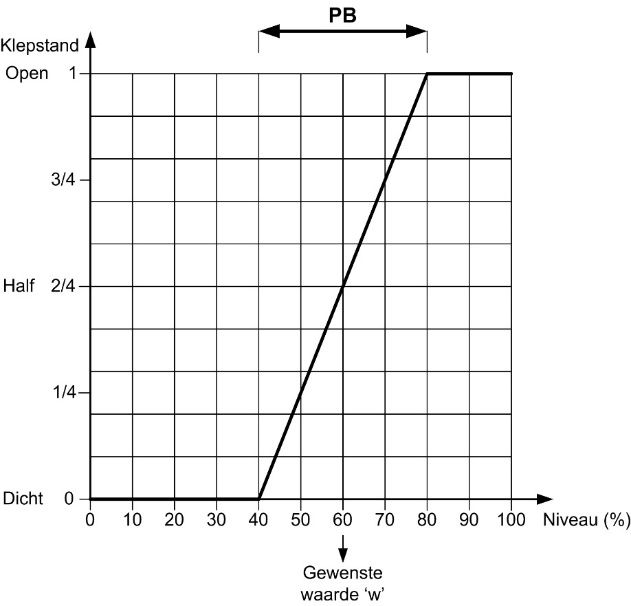 PB
Klepstand
Open 1
3/4
Half 2/4
1/4
Dicht 0
0 10 20 30 40 50 60 70 80 90 100 Niveau (%)
Gewenste
waarde ‘w’